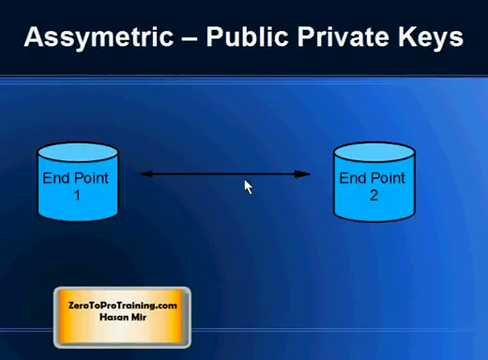 Assymetric – Public Private Keys
End Point
1
End Point
2
ZeroToProTraining.com
Hasan Mir